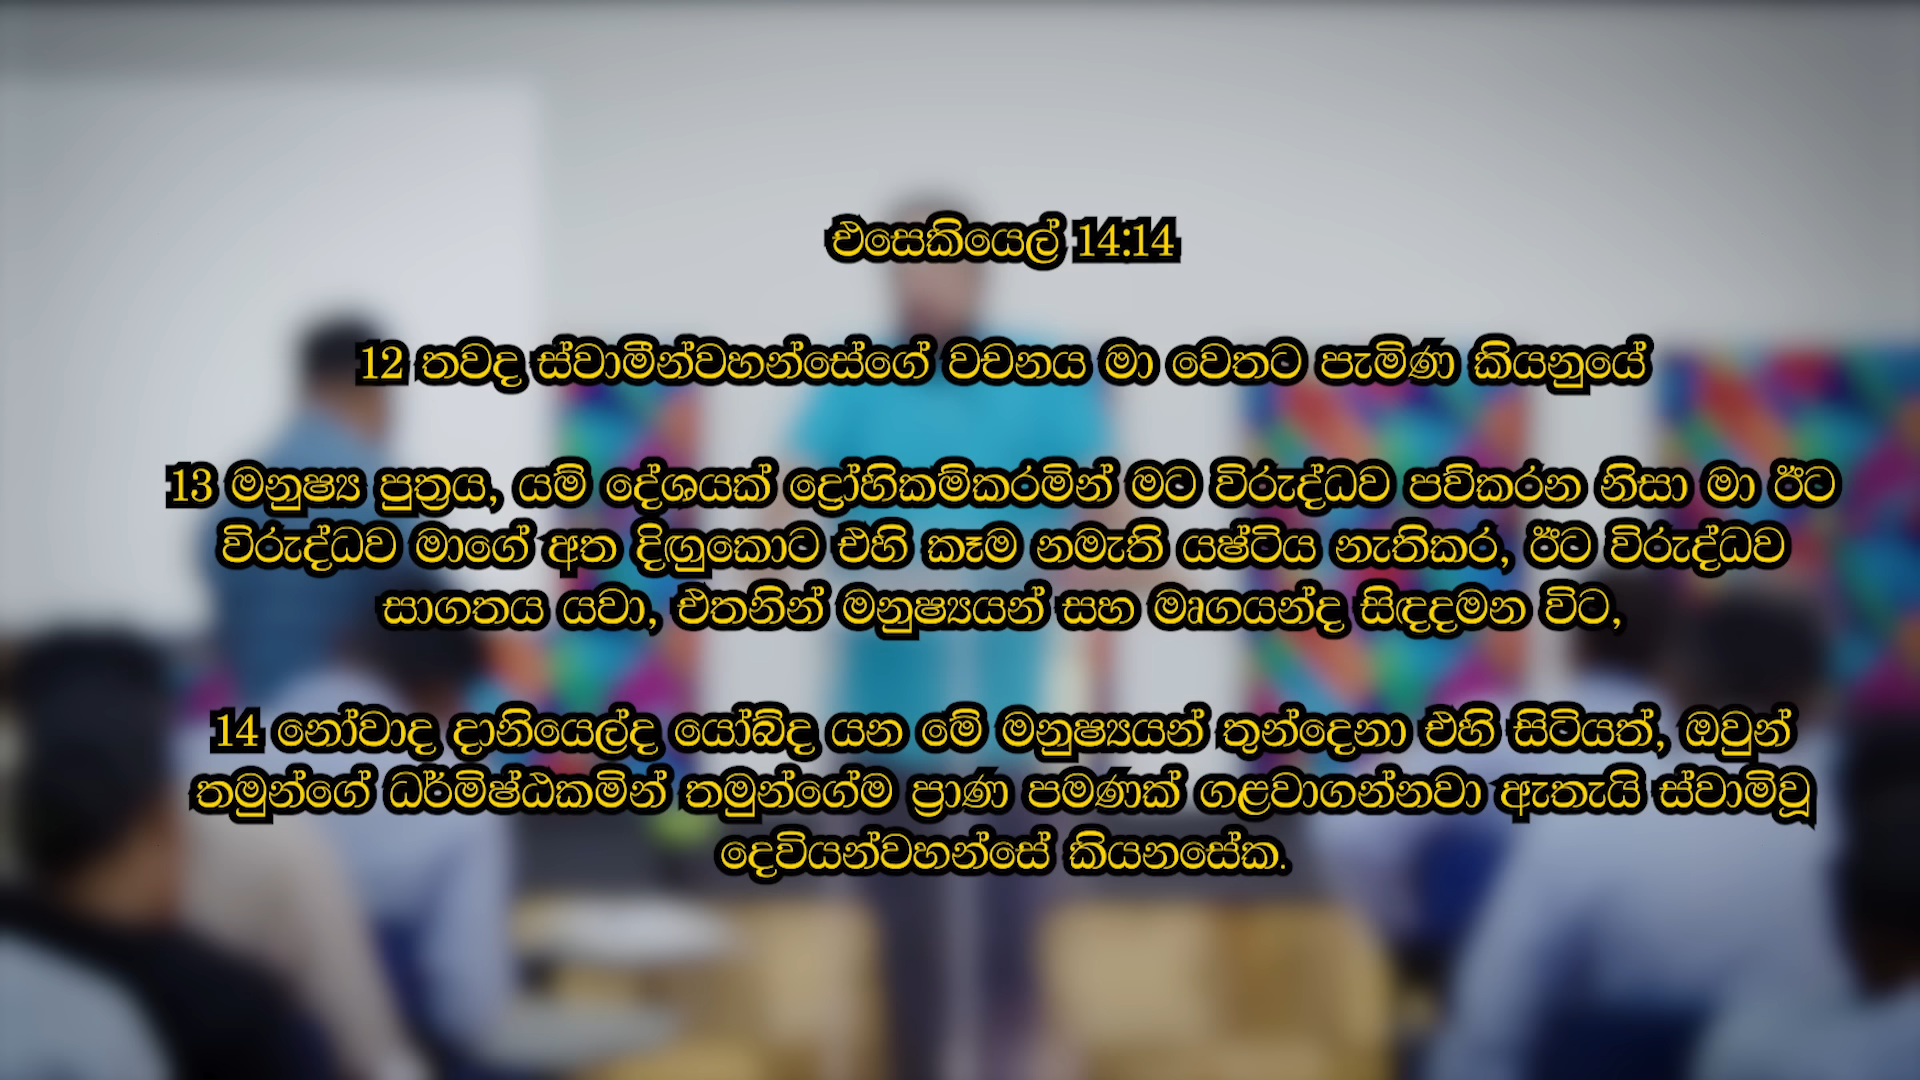 එසෙකියෙල් 14:14
12 තවද ස්වාමීන්වහන්සේගේ වචනය මා වෙතට පැමිණ කියනුයේ
13 මනුෂ්‍ය පුත්‍රය, යම් දේශයක් ද්‍රෝහිකම්කරමින් මට විරුද්ධව පව්කරන නිසා මා ඊට
විරුද්ධව මාගේ අත දිගුකොට එහි කෑම නමැති යෂ්ටිය නැතිකර, ඊට විරුද්ධව
සාගතය යවා, එතනින් මනුෂ්‍යයන් සහ මෘගයන්ද සිඳදමන විට,
14 නෝවාද දානියෙල්ද යෝබ්ද යන මේ මනුෂ්‍යයන් තුන්දෙනා එහි සිටියත්, ඔවුන්
තමුන්ගේ ධර්මිෂ්ඨකමින් තමුන්ගේම ප්‍රාණ පමණක් ගළවාගන්නවා ඇතැයි ස්වාමිවූ
දෙවියන්වහන්සේ කියනසේක.